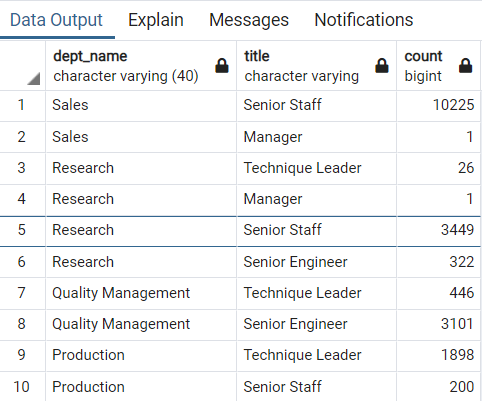 Data Output Explain Messages Notifications
dept_name title count
character varying (40) character varying bigint
1 Sales Senior Staff 10225
2 Sales Manager 1
3 Research Technique Leader 26
4 Research Manager 1
5 Research Senior Staff 3449
6 Research Senior Engineer 322
7 Quality Management Technique Leader 446
8 Quality Management Senior Engineer 3101
9 Production Technique Leader 1898
10 Production Senior Staff 200